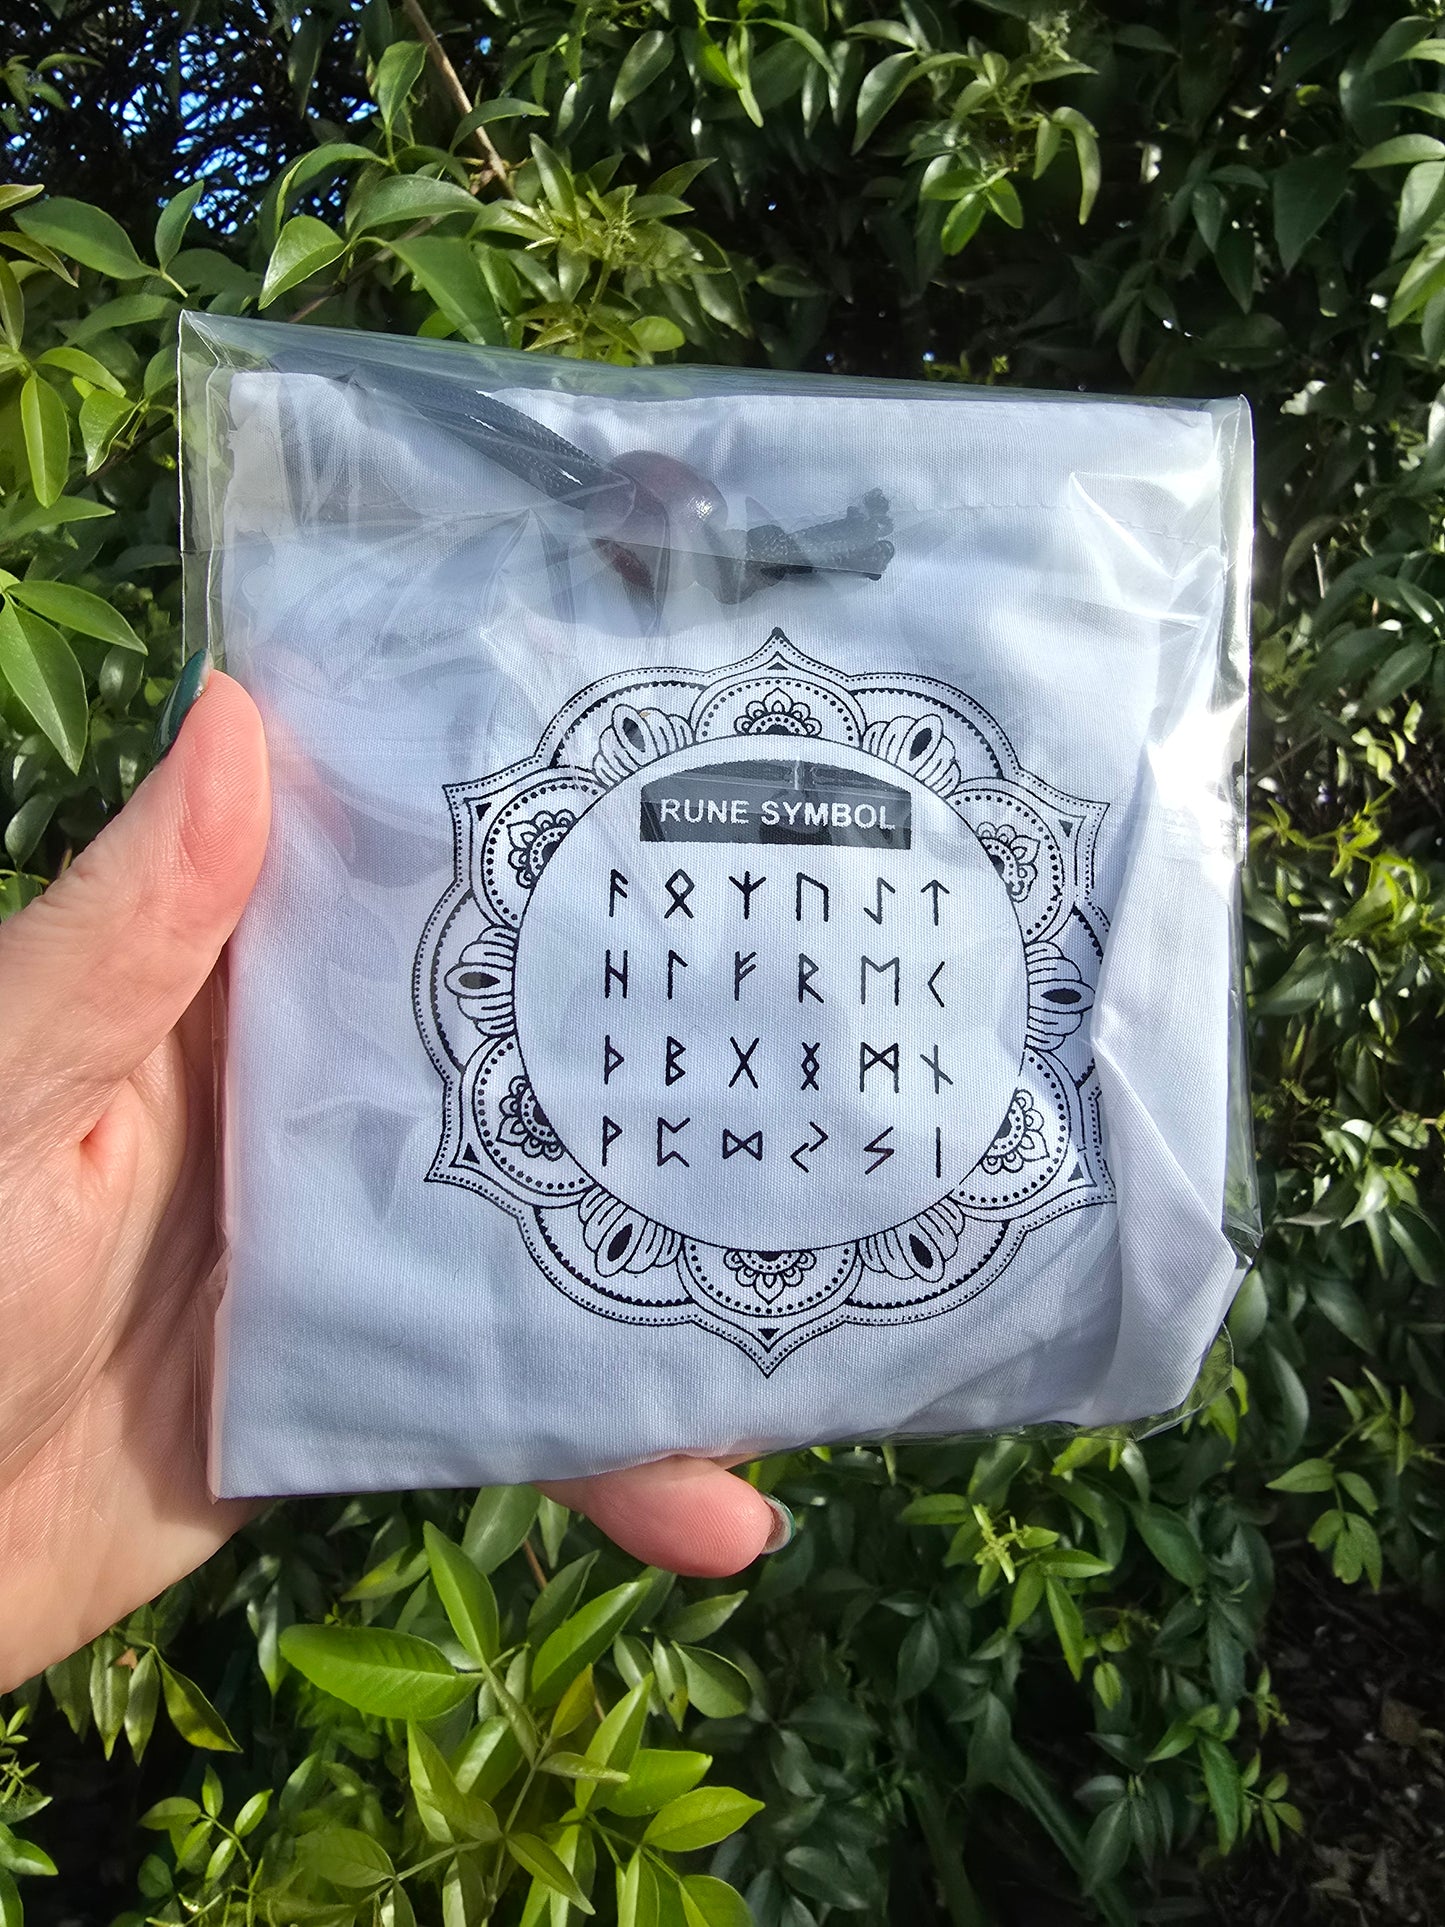 RUNE SYMBOL
ᚨ ᛟ ᛉ ᚢ ᛇ ᛏ
ᚺ ᛚ ᚠ ᚱ ᛖ ᚲ
ᚦ ᛒ ᚷ ᛝ ᛗ ᚾ
ᚹ ᛈ ᛞ ᛃ ᛋ ᛁ